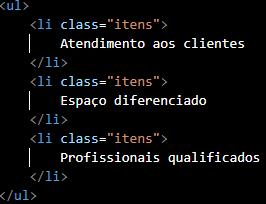 <ul>
<li class="itens">
Atendimento aos clientes
</li>
<li class="itens">
Espaço diferenciado
</li>
<li class="itens">
Profissionais qualificados
</li>
</ul>